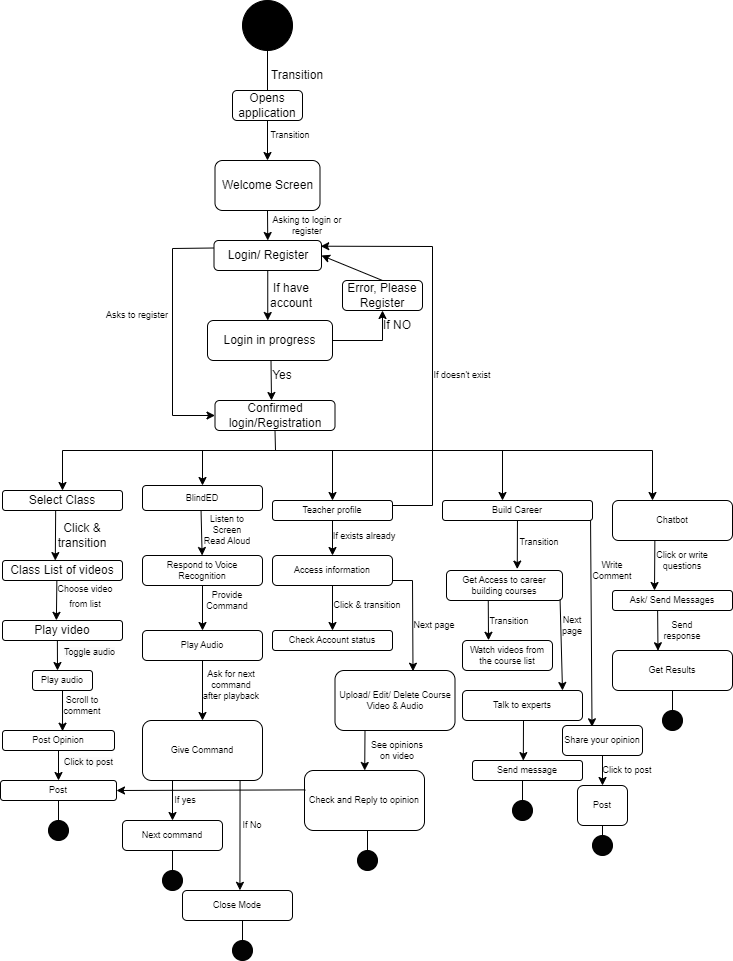 Transition
Opens
application
Transition
Welcome Screen
Asking to login or
register
Login/ Register
If have
account
Error, Please
Register
Asks to register
Login in progress
If NO
Yes
If doesn't exist
Confirmed
login/Registration
Select Class
Click &
transition
Class List of videos
Choose video
from list
Play video
Toggle audio
Play audio
Scroll to
comment
Post Opinion
Click to post
Post
BlindED
Listen to
Screen
Read Aloud
Respond to Voice
Recognition
Provide
Command
Play Audio
Ask for next
command
after playback
Give Command
If yes
Next command
If No
Close Mode
Teacher profile
If exists already
Access information
Click & transition
Check Account status
Next page
Upload/ Edit/ Delete Course
Video & Audio
See opinions
on video
Check and Reply to opinion
Build Career
Transition
Get Access to career
building courses
Transition
Watch videos from
the course list
Next
page
Talk to experts
Send message
Write
Comment
Share your opinion
Click to post
Post
Chatbot
Click or write
questions
Ask/ Send Messages
Send
response
Get Results